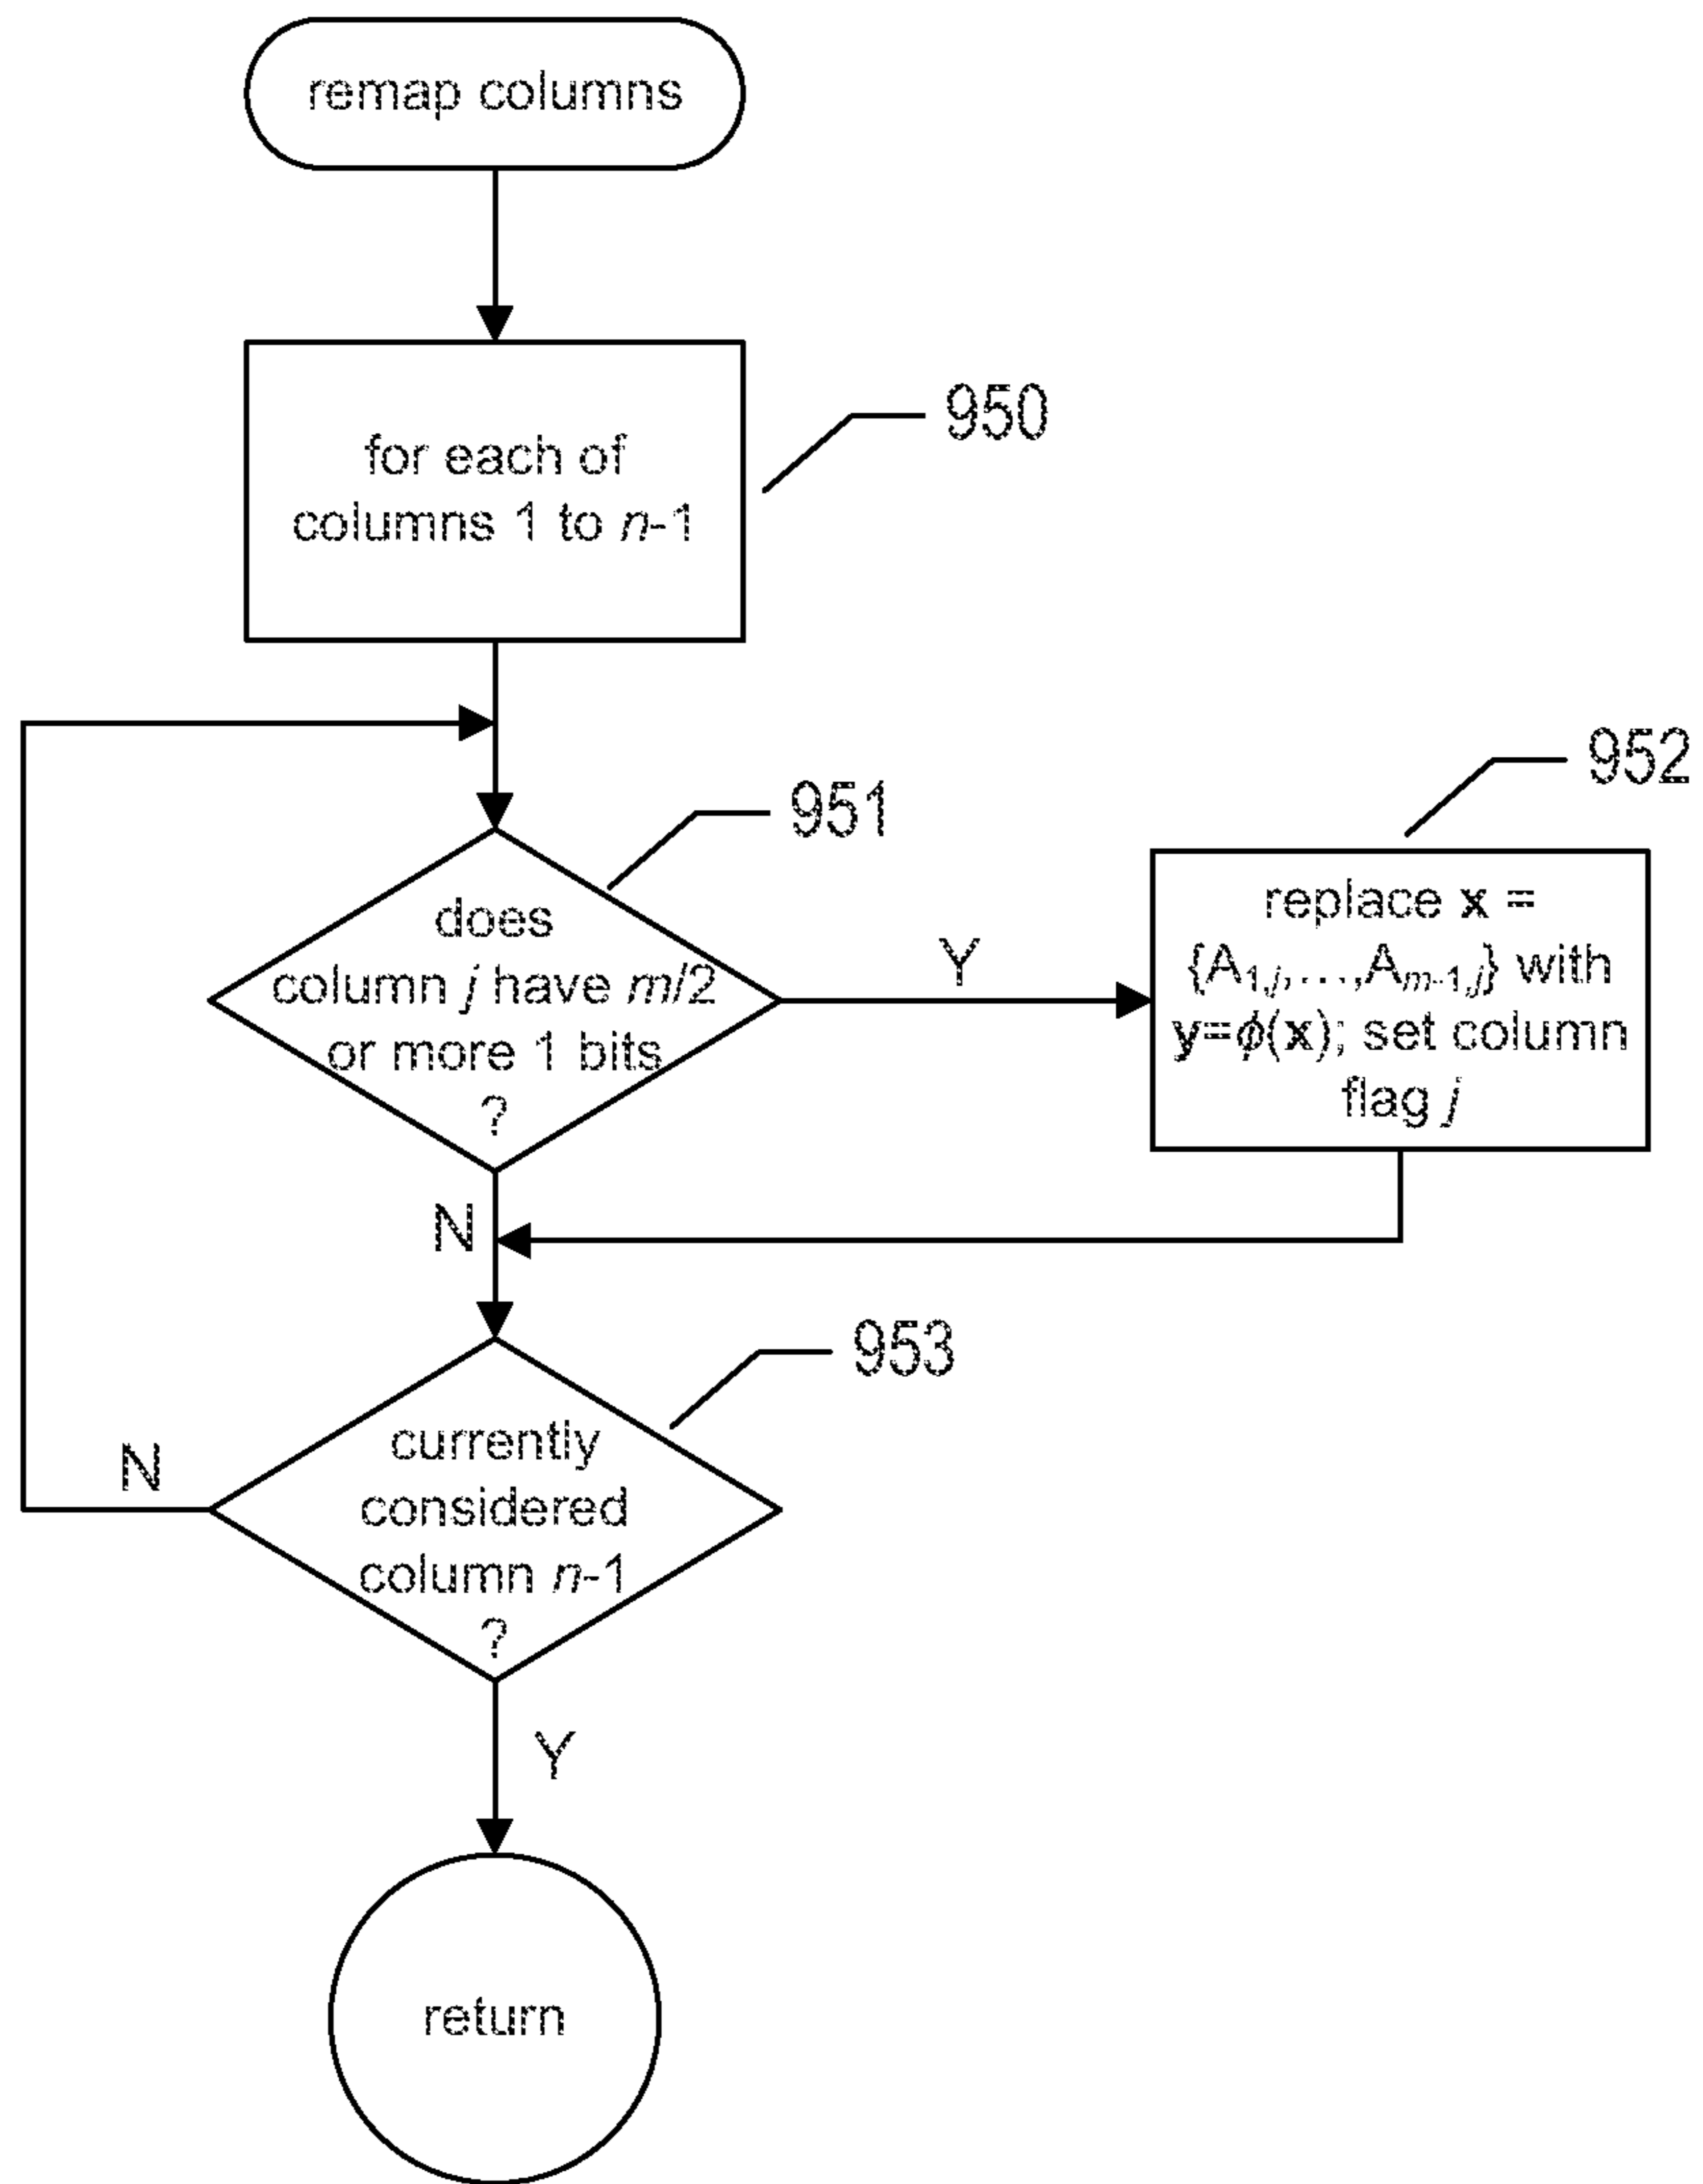 remap columns
for each of
columns 1 to n-1
950
951
does
column j have m/2
or more 1 bits
?
Y
952
replace x =
{A1,j,...,Am-1,j} with
y=ϕ(x); set column
flag j
N
953
currently
considered
column n-1
?
N
Y
return